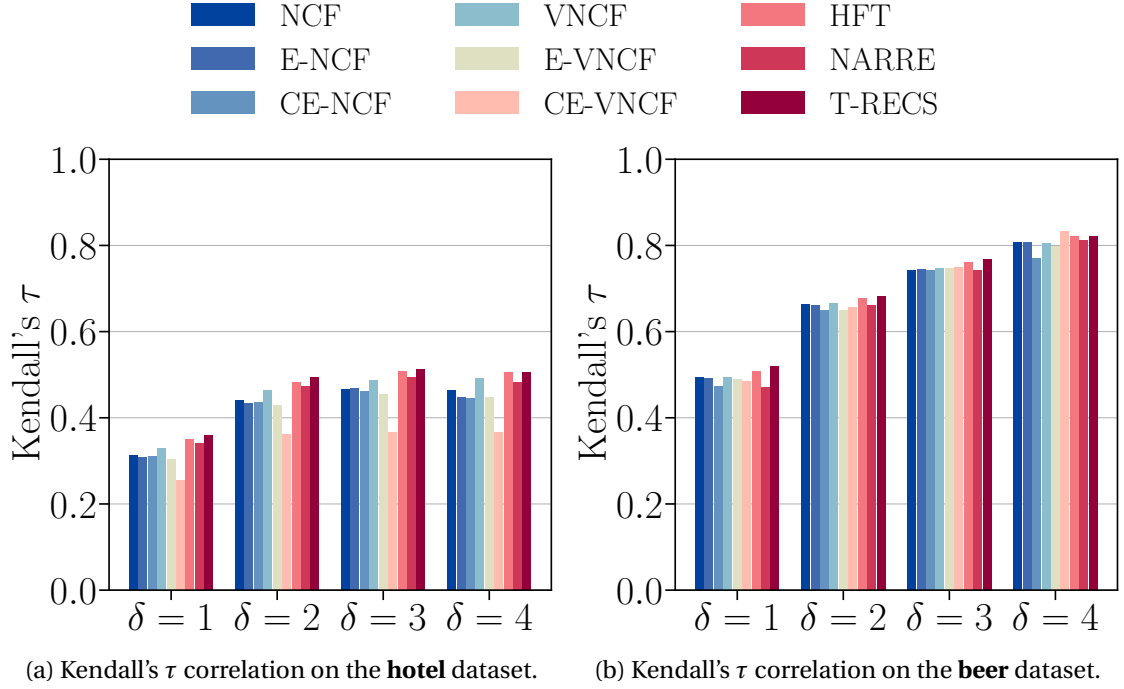 NCF VNCF HFT
E-NCF E-VNCF NARRE
CE-NCF CE-VNCF T-RECS
Kendall's τ
1.0
0.8
0.6
0.4
0.2
0.0
δ = 1 δ = 2 δ = 3 δ = 4
(a) Kendall's τ correlation on the hotel dataset.
Kendall's τ
1.0
0.8
0.6
0.4
0.2
0.0
δ = 1 δ = 2 δ = 3 δ = 4
(b) Kendall's τ correlation on the beer dataset.